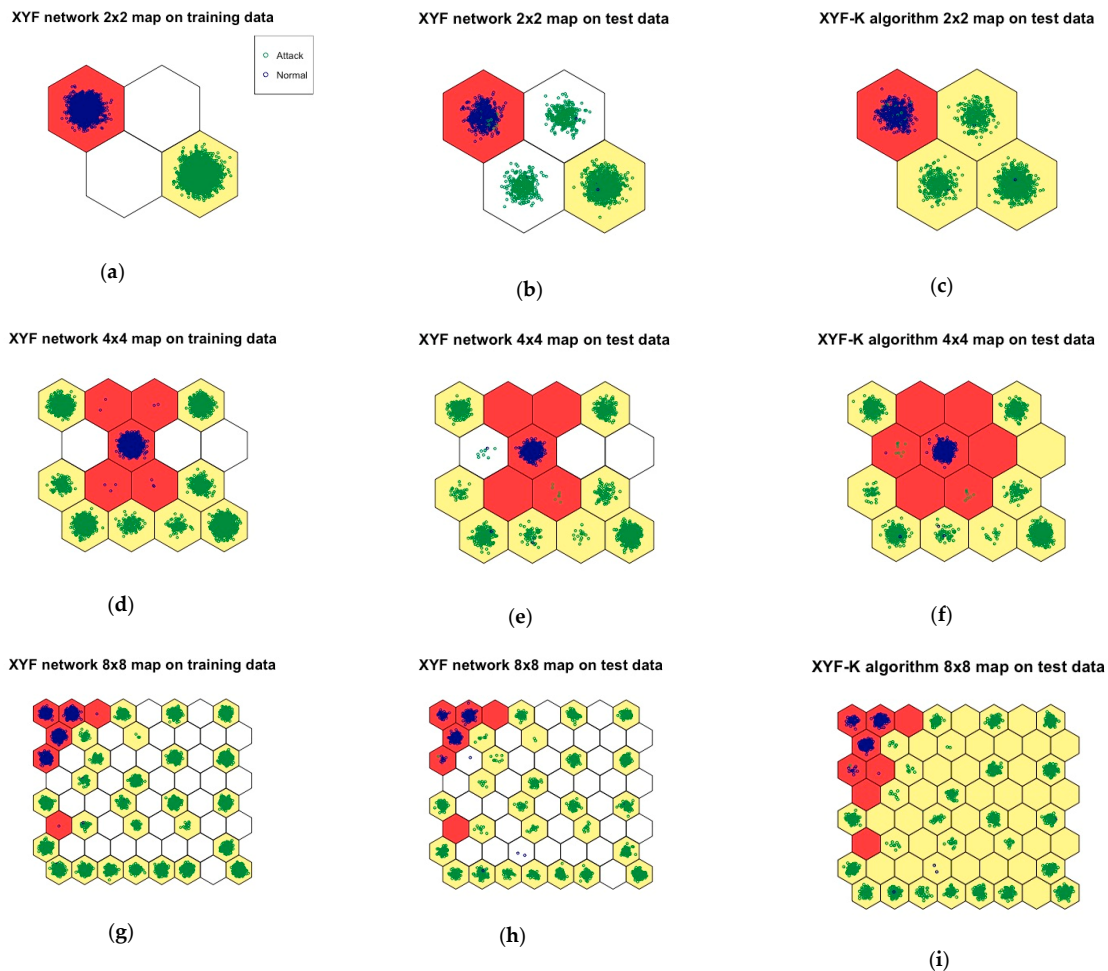 XYF network 2x2 map on training data
XYF network 2x2 map on test data
XYF-K algorithm 2x2 map on test data
Attack
Normal
(a)
(b)
(c)
XYF network 4x4 map on training data
XYF network 4x4 map on test data
XYF-K algorithm 4x4 map on test data
(d)
(e)
(f)
XYF network 8x8 map on training data
XYF network 8x8 map on test data
XYF-K algorithm 8x8 map on test data
(g)
(h)
(i)